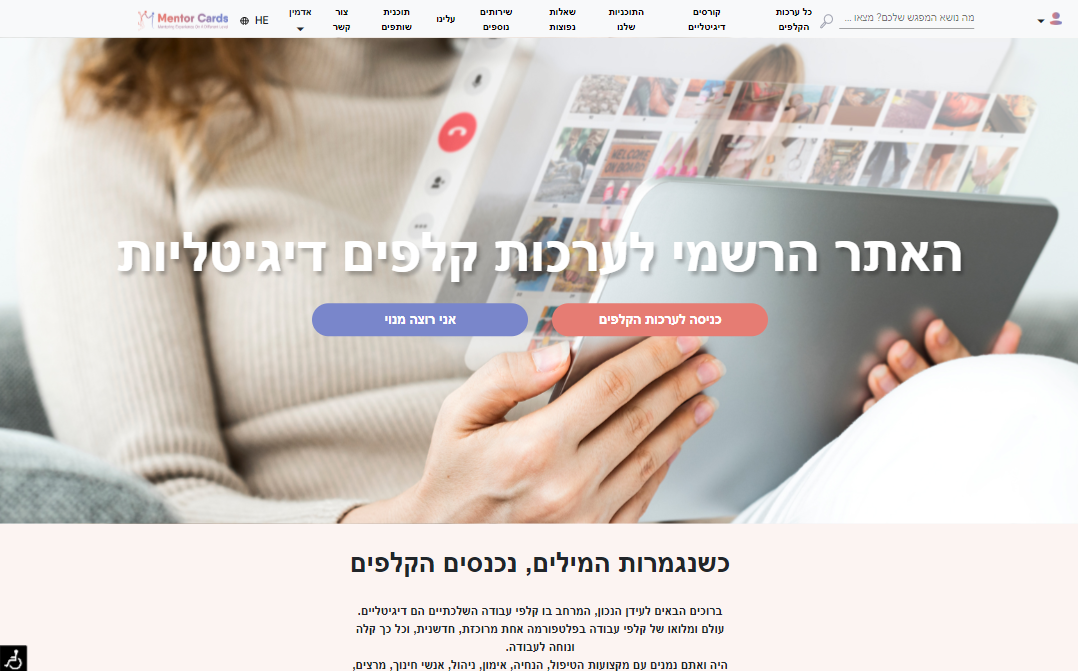 מה נושא המפגש שלכם? מצאו ...
כל ערכות
הקלפים
קורסים
דיגיטליים
התוכניות
שלנו
שאלות
נפוצות
שירותים
נוספים
עלינו
תוכנית
שותפים
צור
קשר
אדמין
HE
Mentor Cards
WELCOME
ON BOARD
האתר הרשמי לערכות קלפים דיגיטליות
כניסה לערכות הקלפים
אני רוצה מנוי
כשנגמרות המילים, נכנסים הקלפים
ברוכים הבאים לעידן הנכון, המרחב בו קלפי עבודה השלכתיים הם דיגיטליים.
עולם ומלואו של קלפי עבודה בפלטפורמה אחת מרוכזת, חדשנית, וכל כך קלה
ונוחה לעבודה.
היה ואתם נמנים עם מקצועות הטיפול, הנחיה, אימון, ניהול, אנשי חינוך, מרצים,